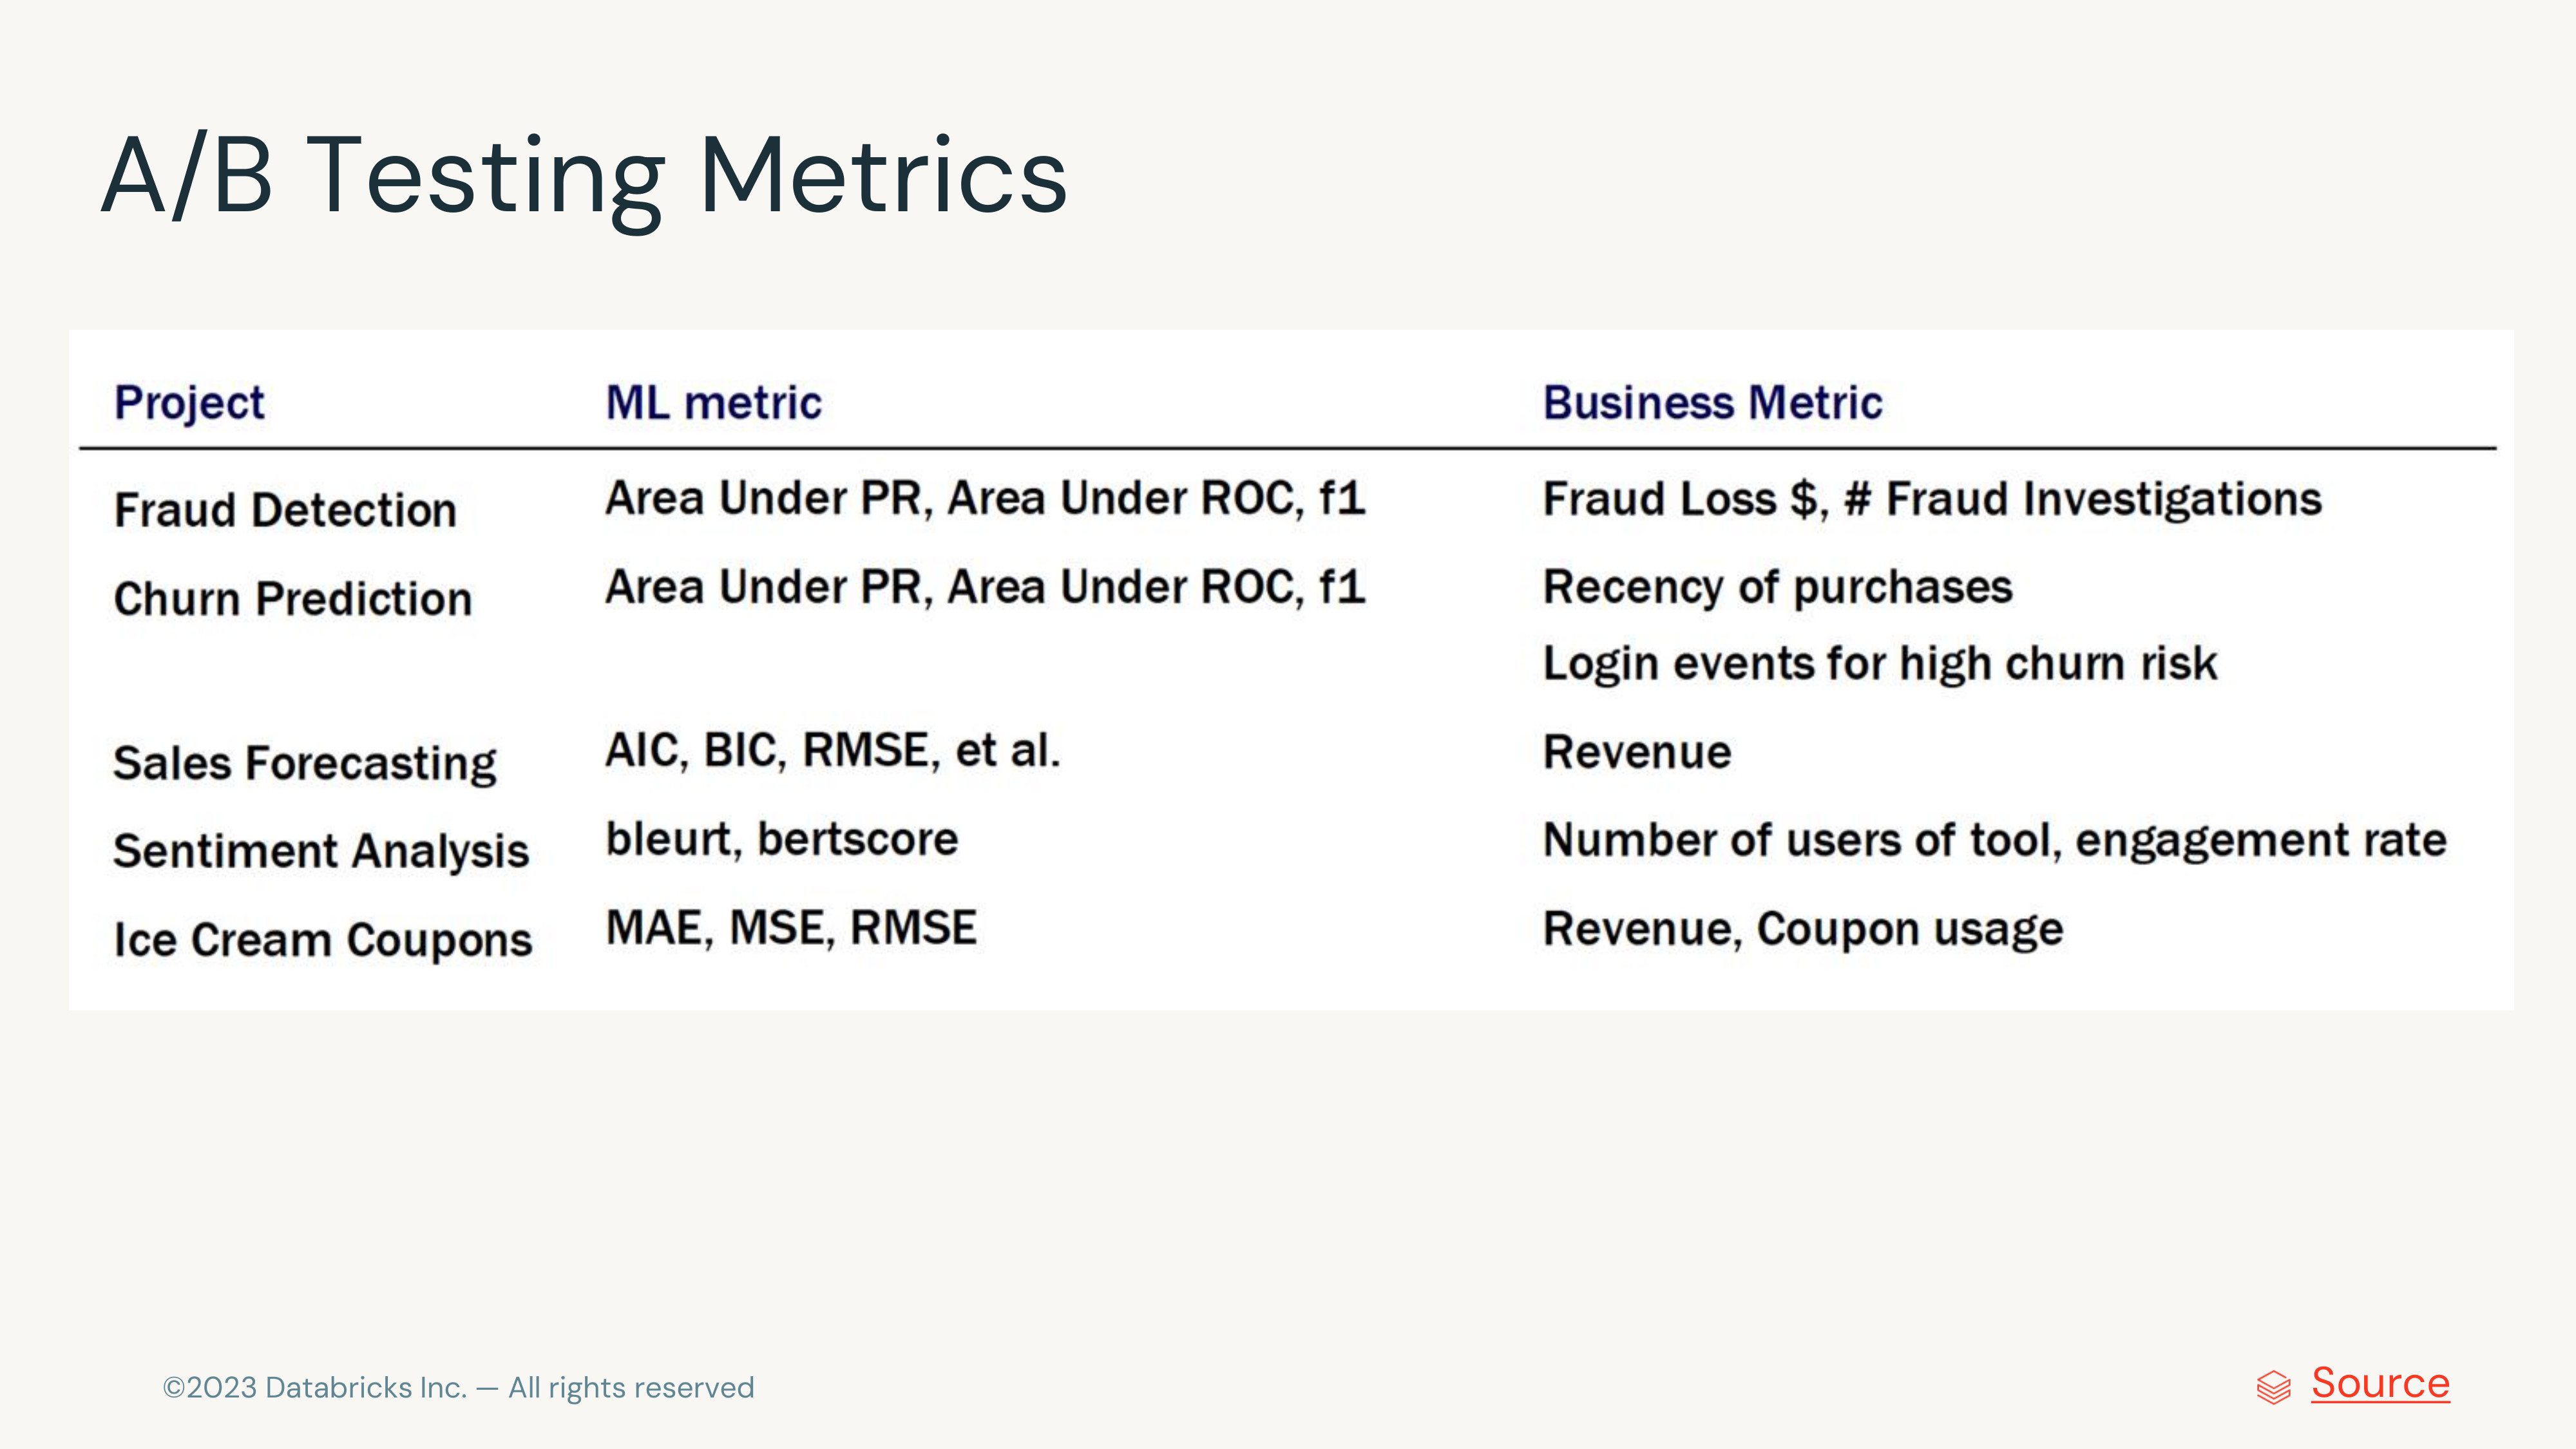 A/B Testing Metrics
Project ML metric Business Metric
Fraud Detection Area Under PR, Area Under ROC, f1 Fraud Loss $, # Fraud Investigations
Churn Prediction Area Under PR, Area Under ROC, f1 Recency of purchases
Login events for high churn risk
Sales Forecasting AIC, BIC, RMSE, et al. Revenue
Sentiment Analysis bleurt, bertscore Number of users of tool, engagement rate
Ice Cream Coupons MAE, MSE, RMSE Revenue, Coupon usage
©2023 Databricks Inc. — All rights reserved
Source